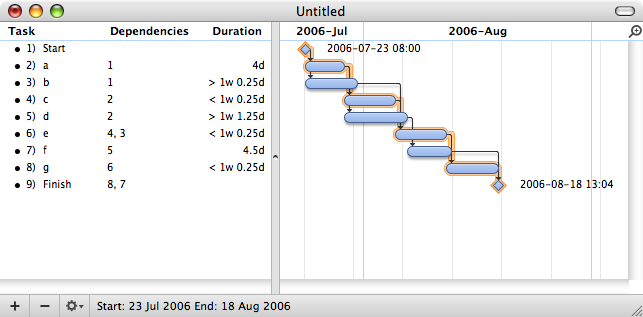 Untitled
Task Dependencies Duration 2006-Jul 2006-Aug
• 1) Start 2006-07-23 08:00
• 2) a 1 4d
• 3) b 1 > 1w 0.25d
• 4) c 2 < 1w 0.25d
• 5) d 2 > 1w 1.25d
• 6) e 4, 3 < 1w 0.25d
• 7) f 5 4.5d
• 8) g 6 < 1w 0.25d
• 9) Finish 8, 7 2006-08-18 13:04
Start: 23 Jul 2006 End: 18 Aug 2006